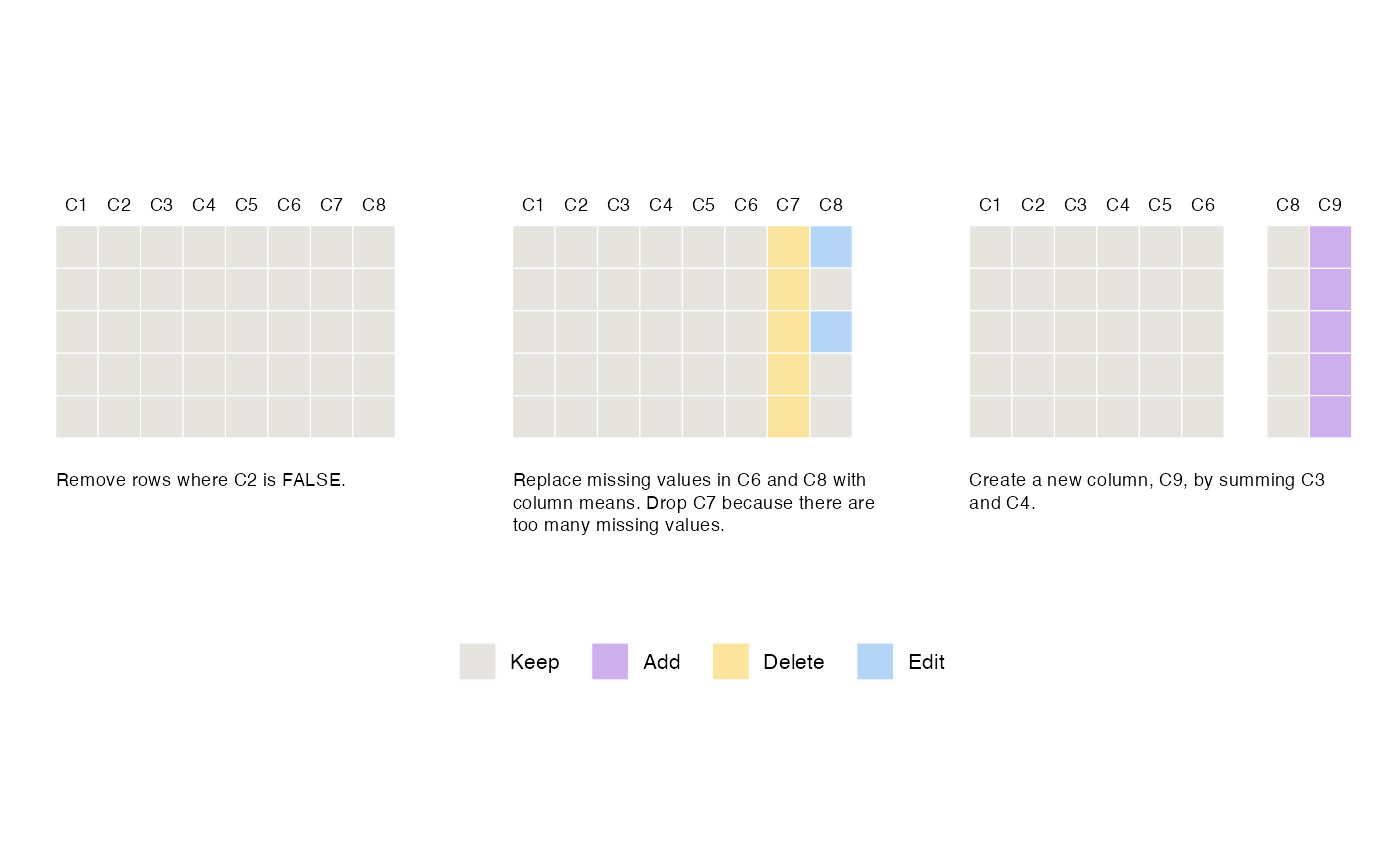 C1 C2 C3 C4 C5 C6 C7 C8
C1 C2 C3 C4 C5 C6 C7 C8
C1 C2 C3 C4 C5 C6 C8 C9
Remove rows where C2 is FALSE.
Replace missing values in C6 and C8 with
column means. Drop C7 because there are
too many missing values.
Create a new column, C9, by summing C3
and C4.
Keep Add Delete Edit